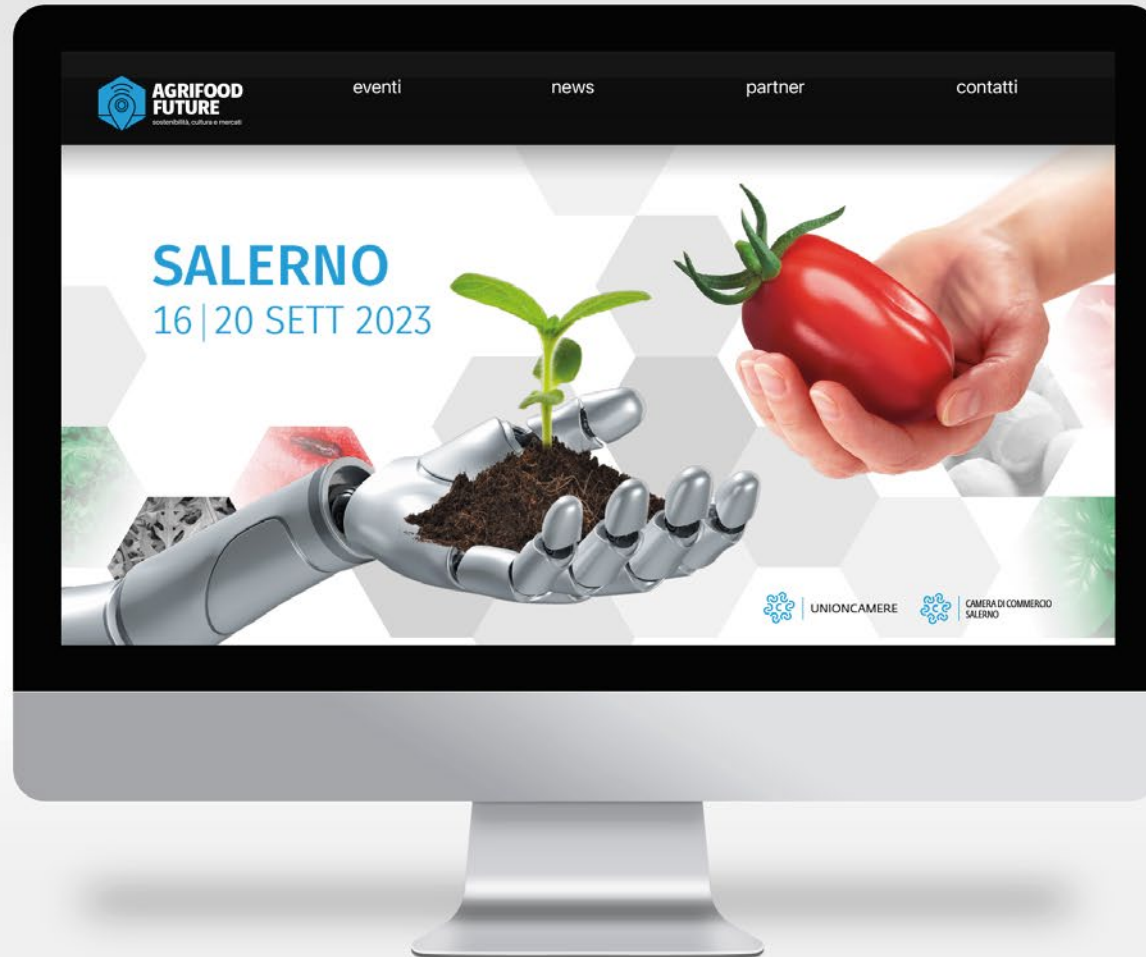 AGRIFOOD
FUTURE
sostenibilità, cultura e mercati
eventi
news
partner
contatti
SALERNO
16|20 SETT 2023
UNIONCAMERE
CAMERA DI COMMERCIO
SALERNO